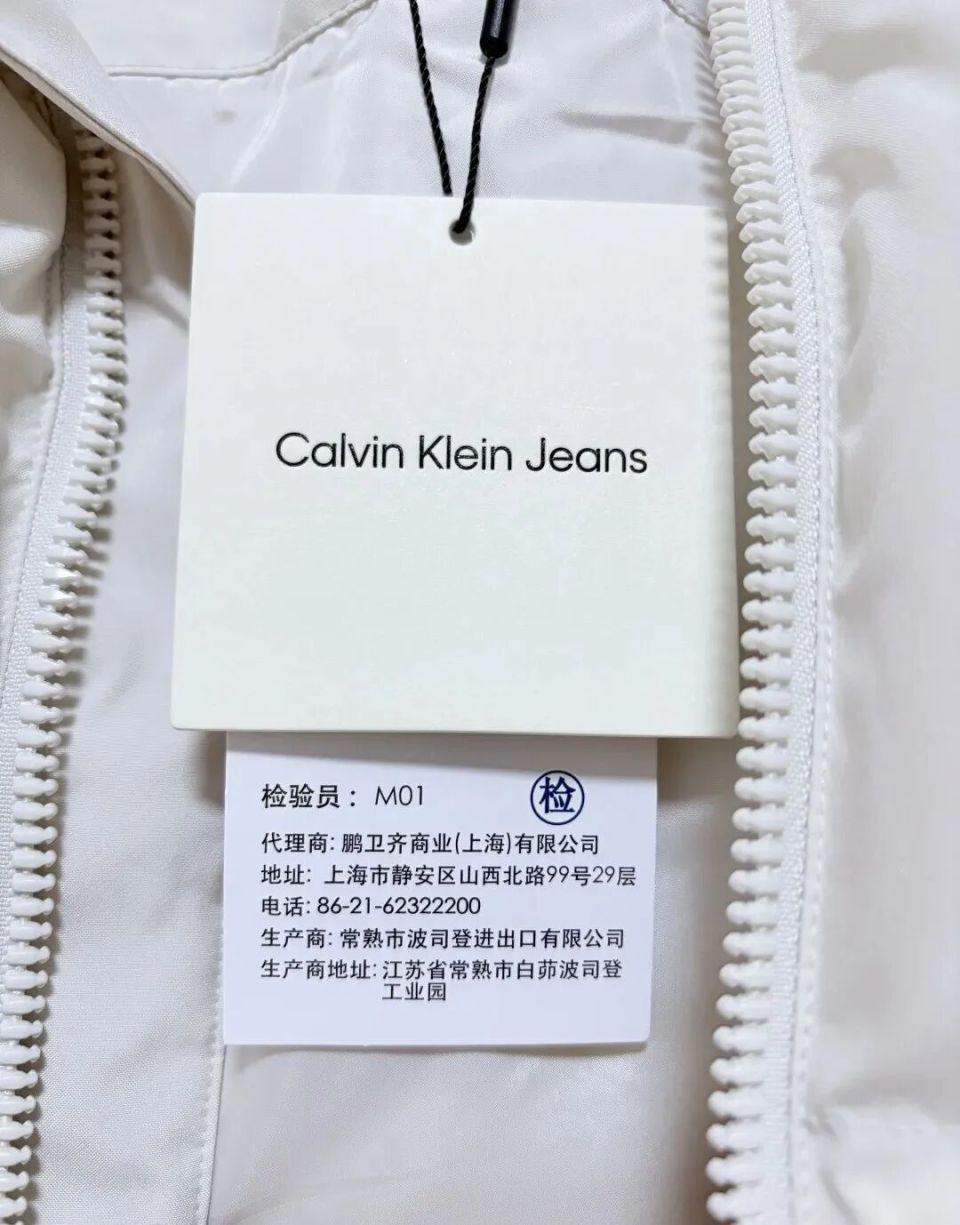 Calvin Klein Jeans
检验员：M01 检
代理商:鹏卫齐商业(上海)有限公司
地址: 上海市静安区山西北路99号29层
电话:86-21-62322200
生产商:常熟市波司登进出口有限公司
生产商地址:江苏省常熟市白茆波司登
工业园